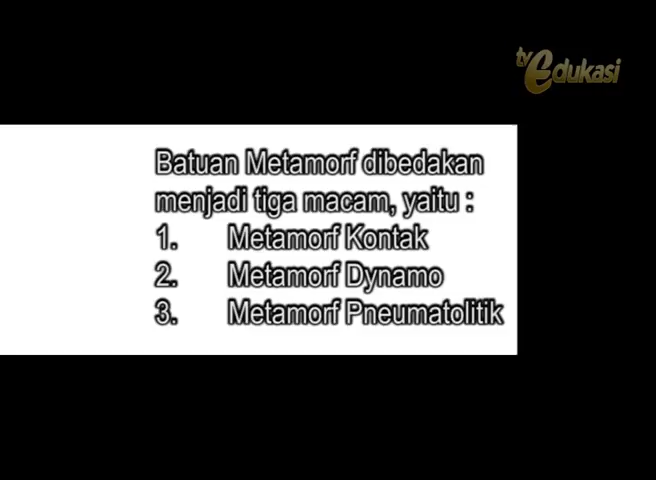 tv Edukasi
Batuan Metamorf dibedakan
menjadi tiga macam, yaitu :
1. Metamorf Kontak
2. Metamorf Dynamo
3. Metamorf Pneumatolitik